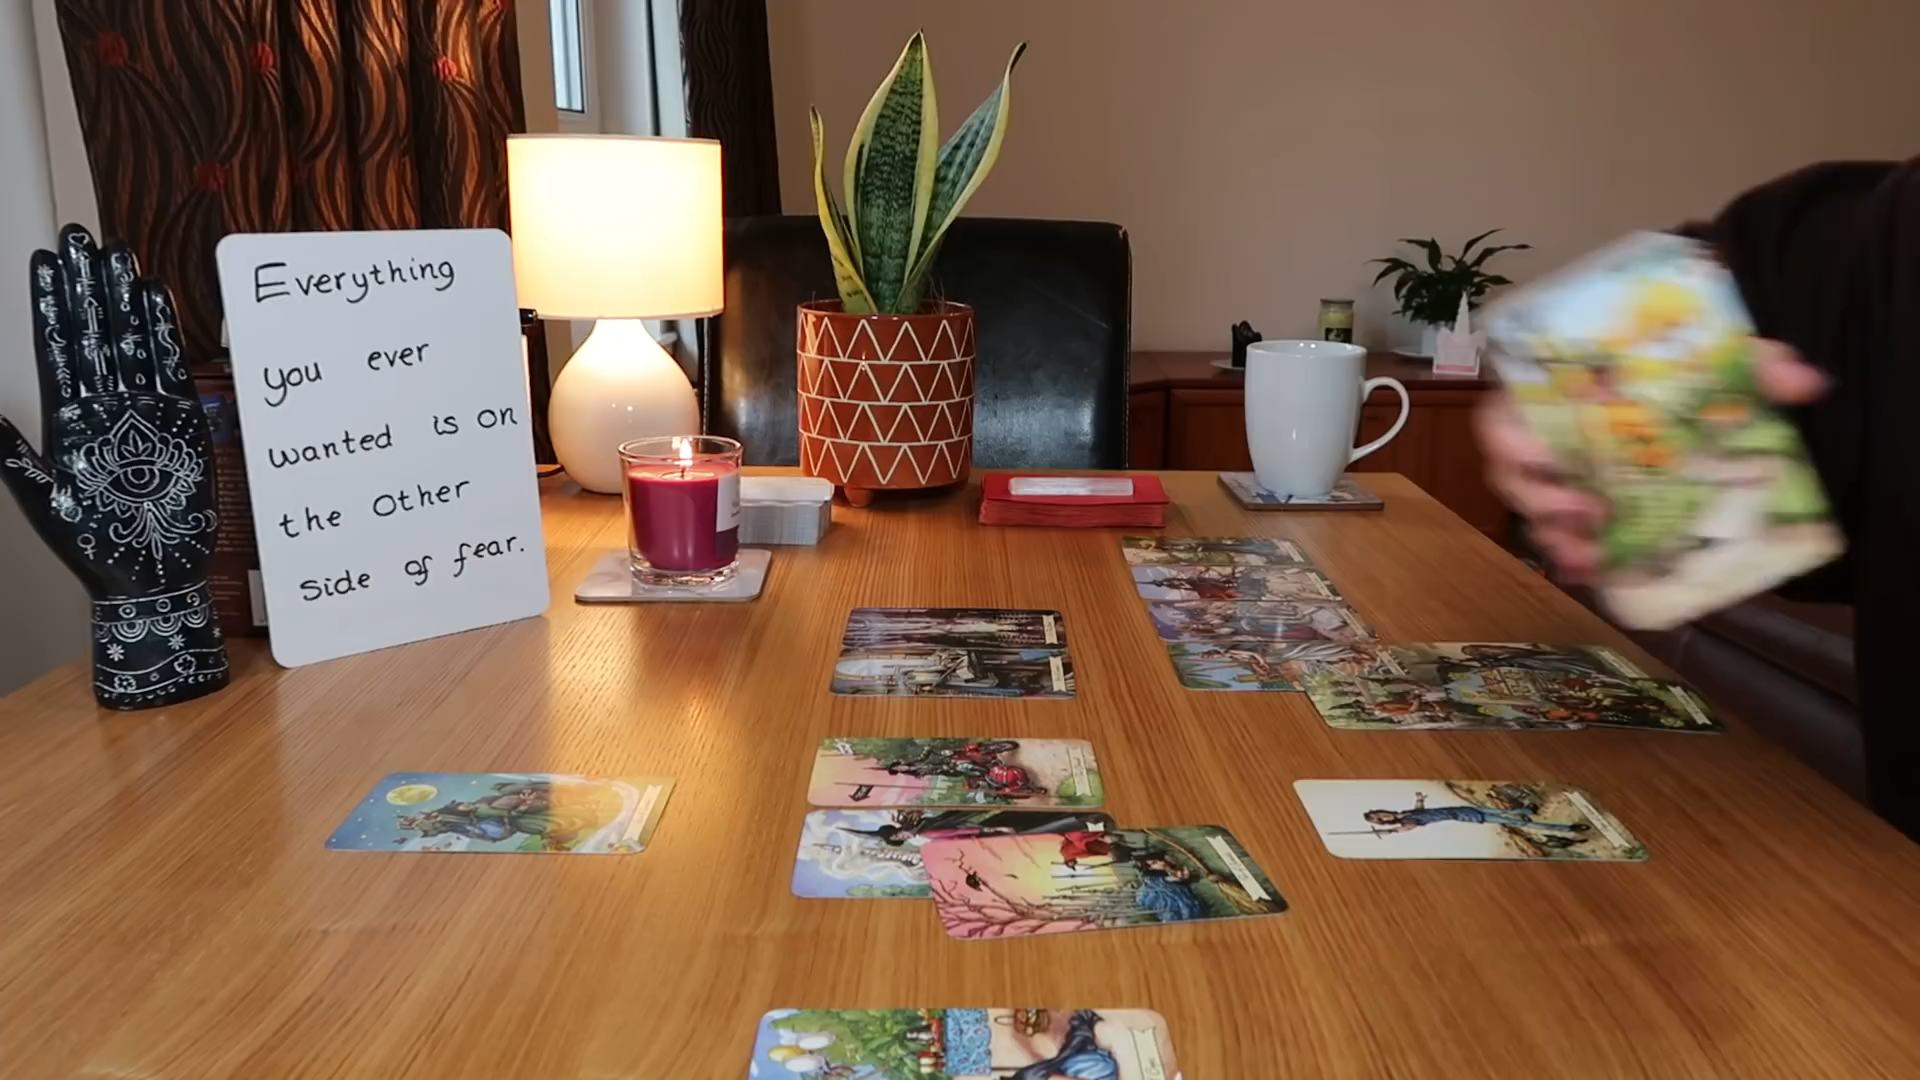 Everything
you ever
wanted is on
the other
side of fear.